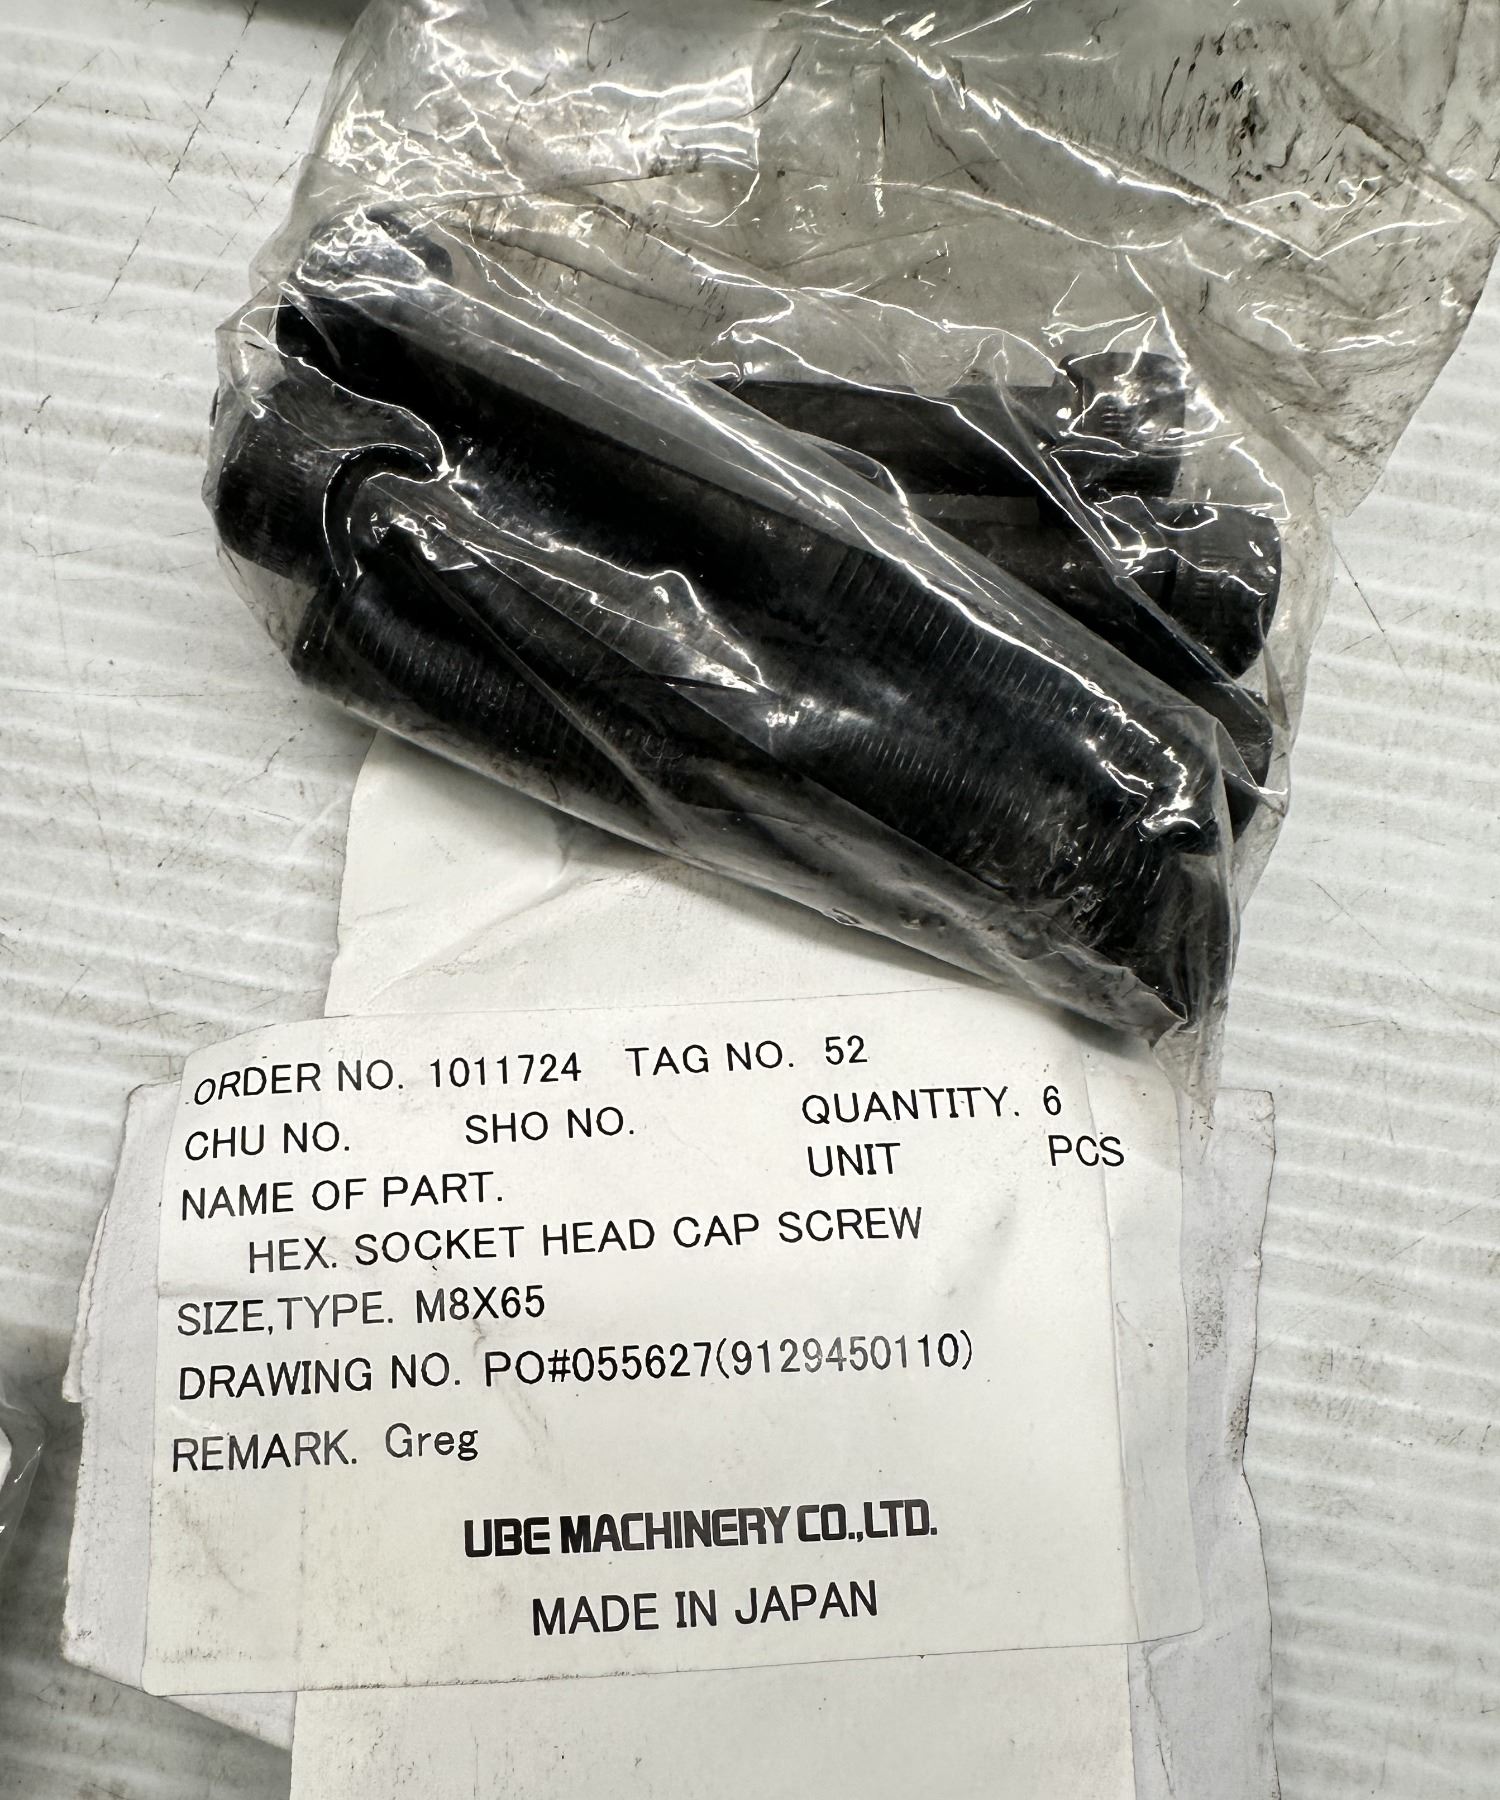 ORDER NO. 1011724 TAG NO. 52
CHU NO. SHO NO. QUANTITY. 6
NAME OF PART. UNIT PCS
HEX. SOCKET HEAD CAP SCREW
SIZE,TYPE. M8X65
DRAWING NO. PO#055627(9129450110)
REMARK. Greg
UBE MACHINERY CO.,LTD.
MADE IN JAPAN